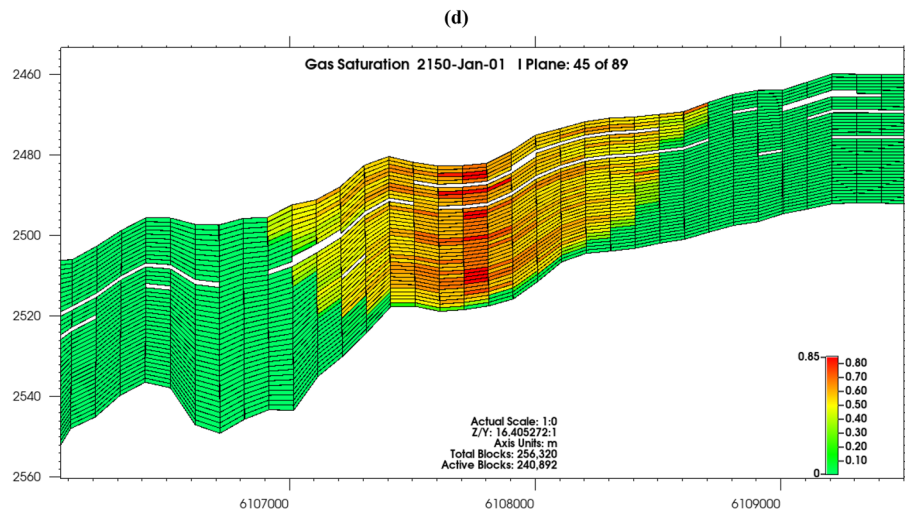 (d)
Gas Saturation 2150-Jan-01 I Plane: 45 of 89
2460
2480
2500
2520
2540
2560
Actual Scale: 1:0
Z/Y: 16.405272:1
Axis Units: m
Total Blocks: 256,320
Active Blocks: 240,892
0.85
0.80
0.70
0.60
0.50
0.40
0.30
0.20
0.10
0
6107000
6108000
6109000